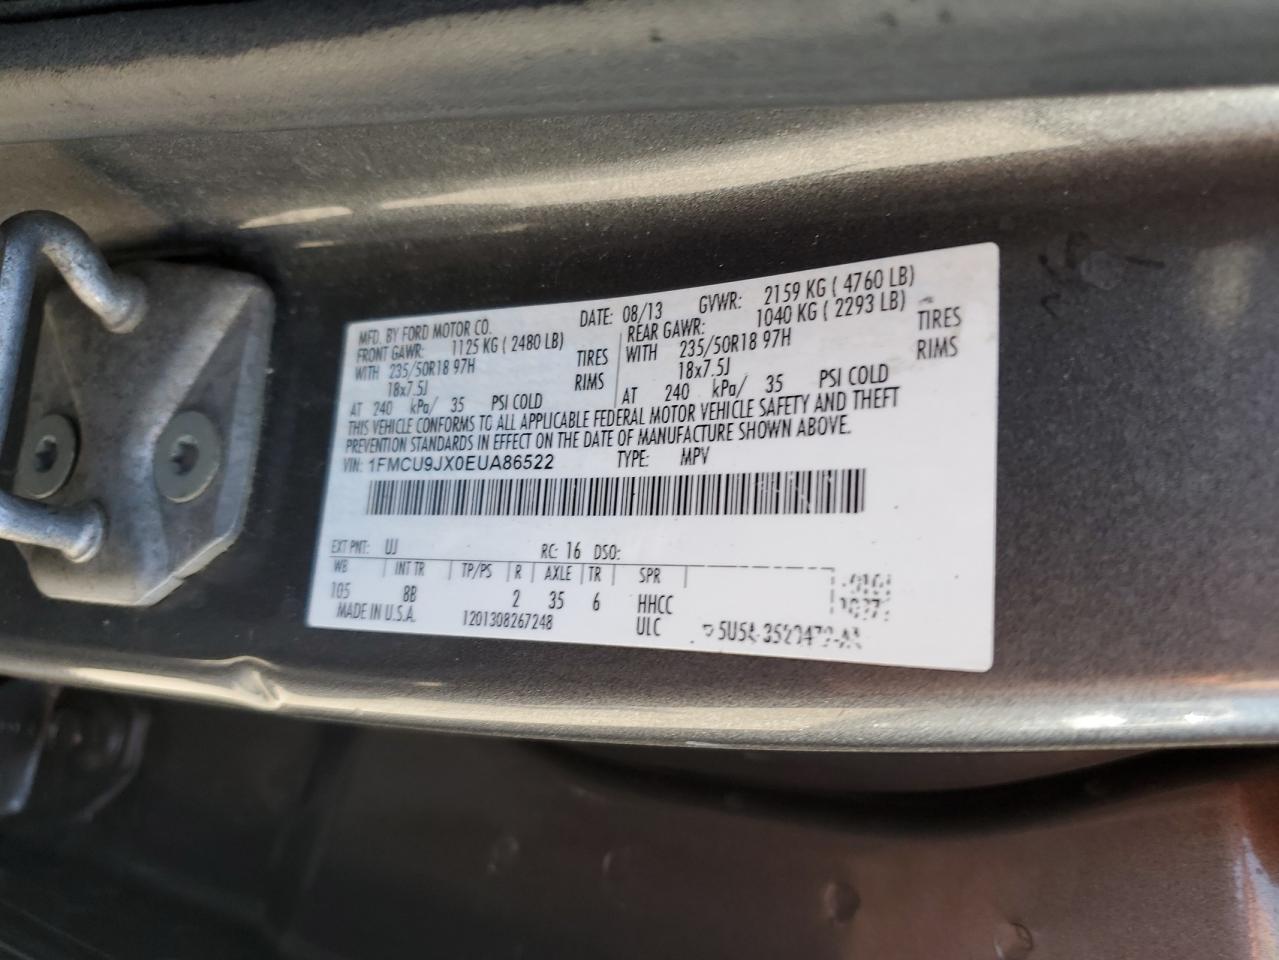 MFD. BY FORD MOTOR CO. DATE: 08/13 GVWR: 2159 KG ( 4760 LB)
FRONT GAWR: 1125 KG ( 2480 LB) REAR GAWR: 1040 KG ( 2293 LB)
WITH 235/50R18 97H TIRES WITH 235/50R18 97H TIRES
18x7.5J RIMS 18x7.5J RIMS
AT 240 kPa/ 35 PSI COLD AT 240 kPa/ 35 PSI COLD
THIS VEHICLE CONFORMS TO ALL APPLICABLE FEDERAL MOTOR VEHICLE SAFETY AND THEFT
PREVENTION STANDARDS IN EFFECT ON THE DATE OF MANUFACTURE SHOWN ABOVE.
VIN: 1FMCU9JX0EUA86522 TYPE: MPV
EXT PNT: UJ RC: 16 DSO:
WB INT TR TP/PS R AXLE TR SPR
105 8B 2 35 6 HHCC
MADE IN U.S.A. 1201308267248 ULC